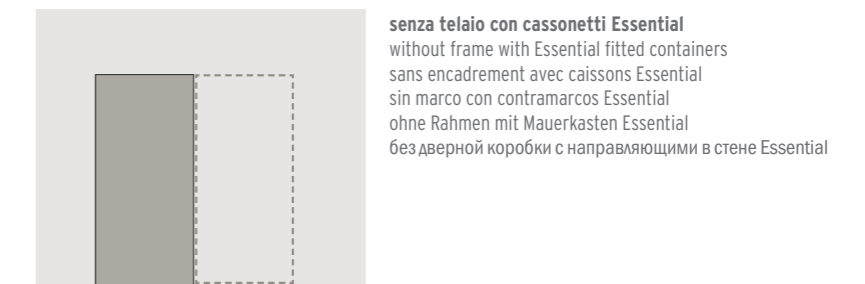 senza telaio con cassonetti Essential
without frame with Essential fitted containers
sans encadrement avec caissons Essential
sin marco con contramarcos Essential
ohne Rahmen mit Mauerkasten Essential
без дверной коробки с направляющими в стене Essential